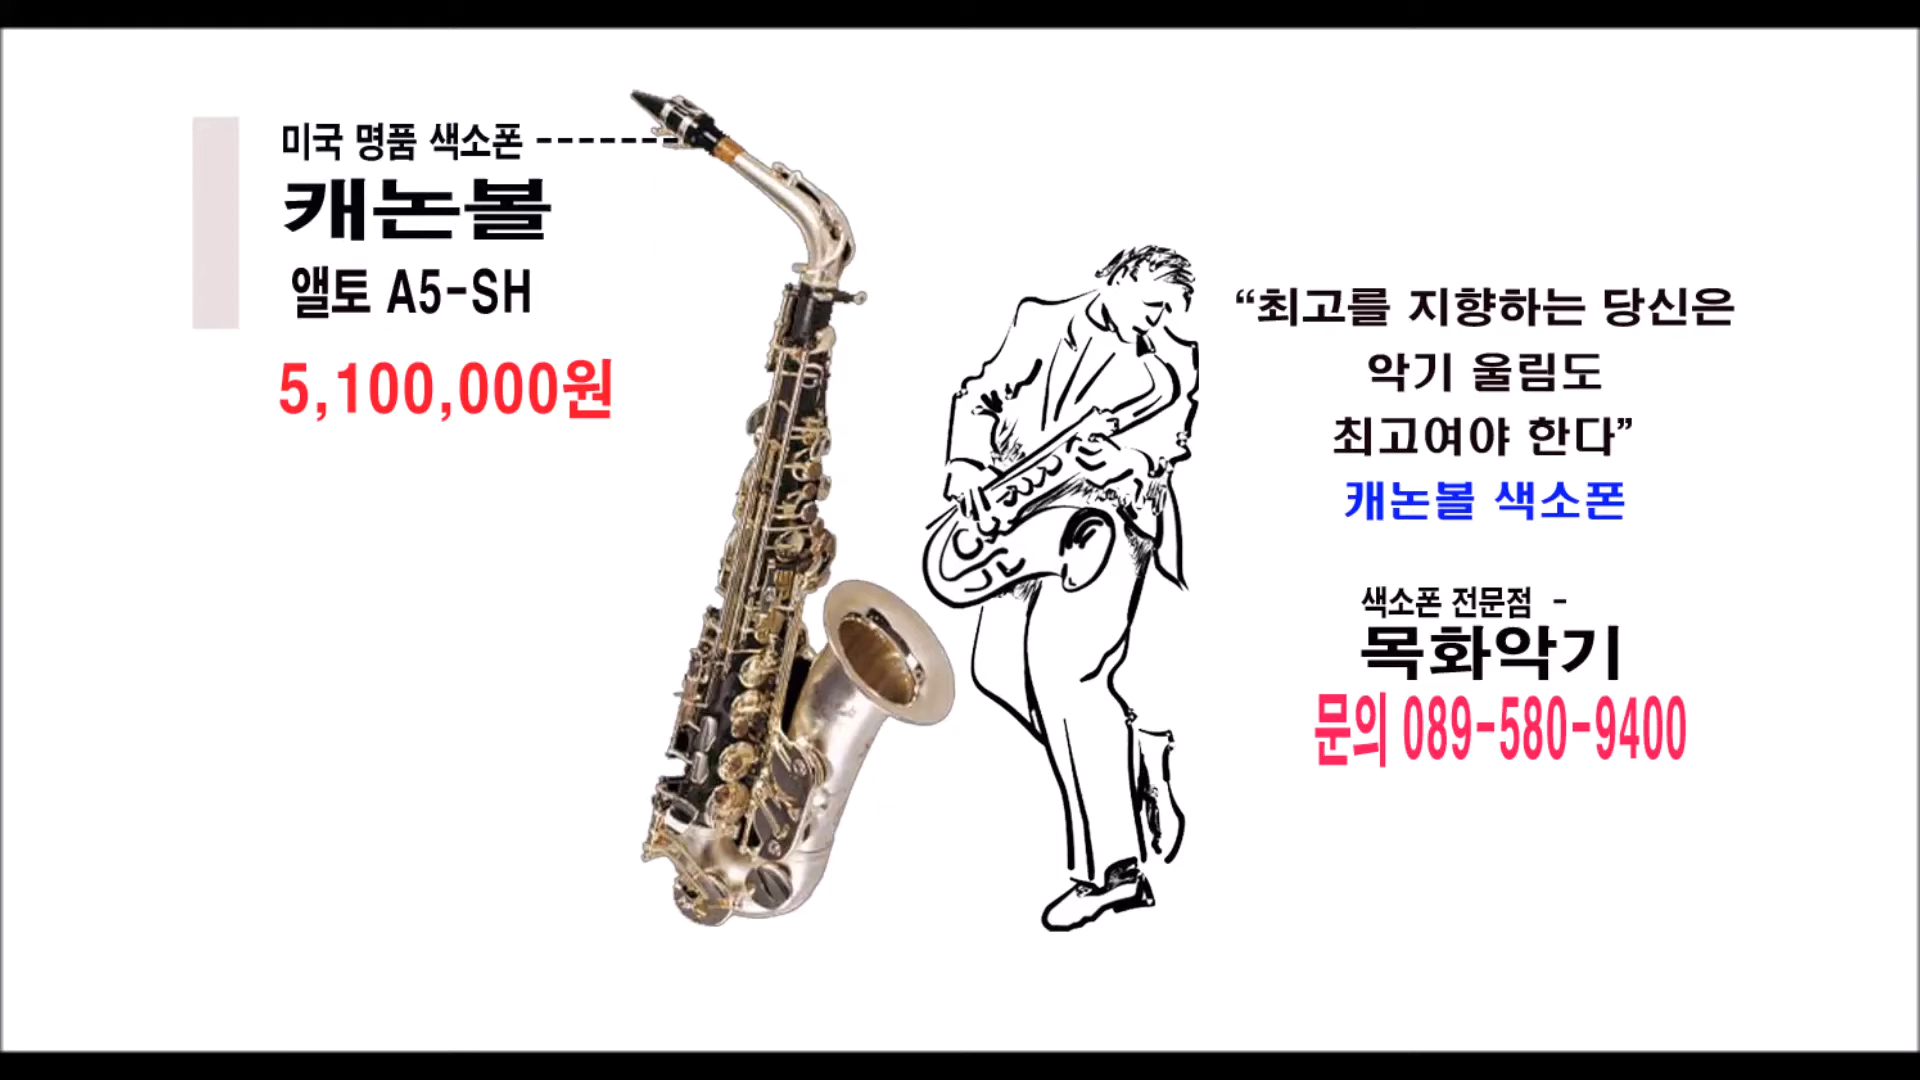 미국 명품 색소폰 ------
캐논볼
앨토 A5-SH
5,100,000원
“최고를 지향하는 당신은
악기 울림도
최고여야 한다”
캐논볼 색소폰
색소폰 전문점 -
목화악기
문의 089-580-9400